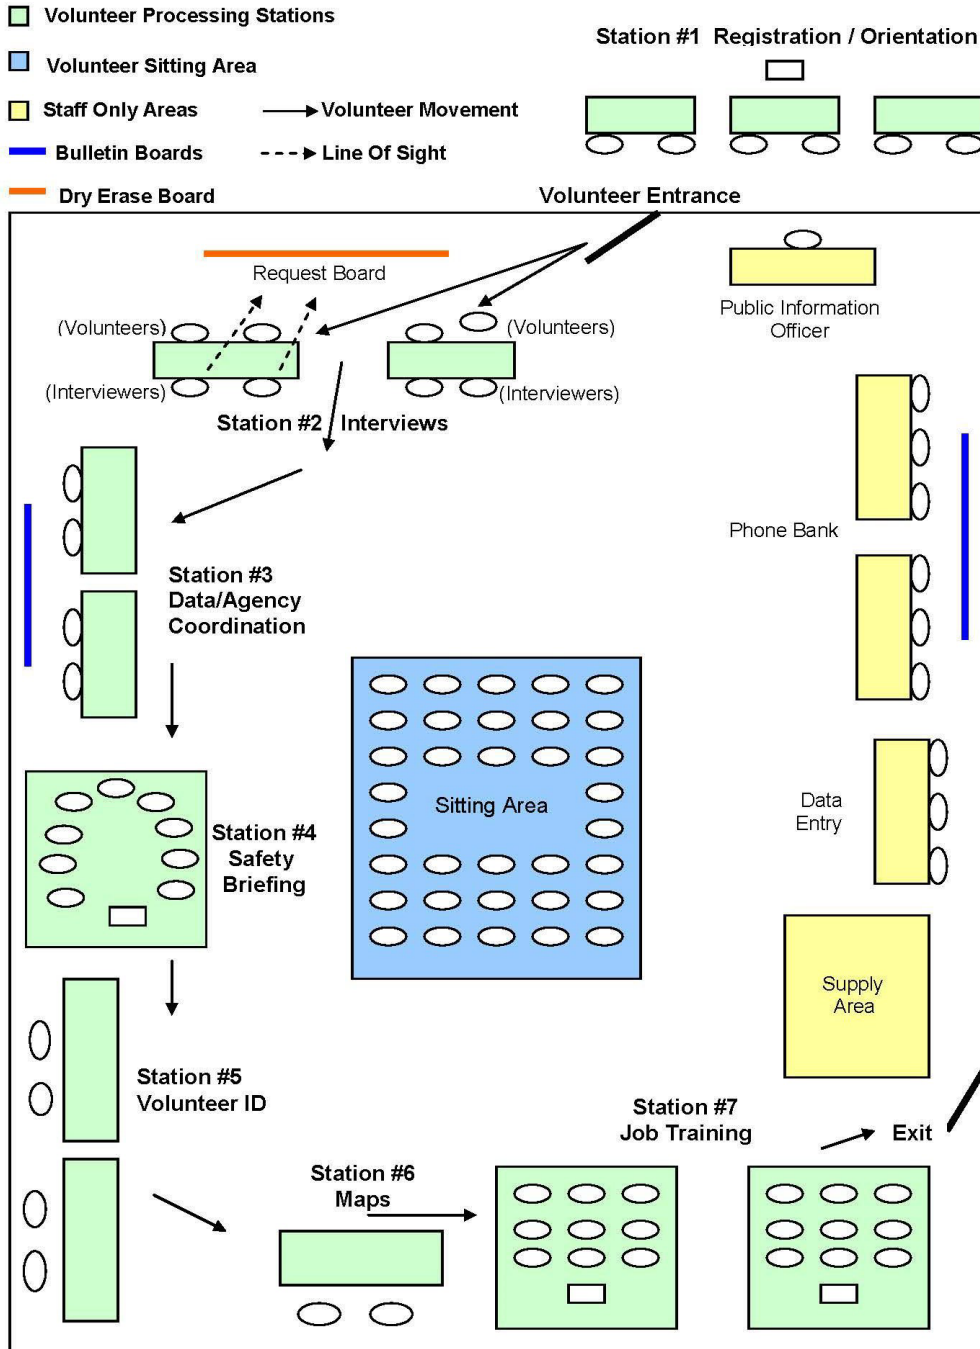 Volunteer Processing Stations
Volunteer Sitting Area
Staff Only Areas
Volunteer Movement
Bulletin Boards
Line Of Sight
Dry Erase Board
Station #1 Registration / Orientation
Volunteer Entrance
Request Board
(Volunteers)
(Volunteers)
(Interviewers)
(Interviewers)
Station #2 Interviews
Public Information
Officer
Phone Bank
Station #3
Data/Agency
Coordination
Sitting Area
Data
Entry
Station #4
Safety
Briefing
Supply
Area
Station #5
Volunteer ID
Station #6
Maps
Station #7
Job Training
Exit